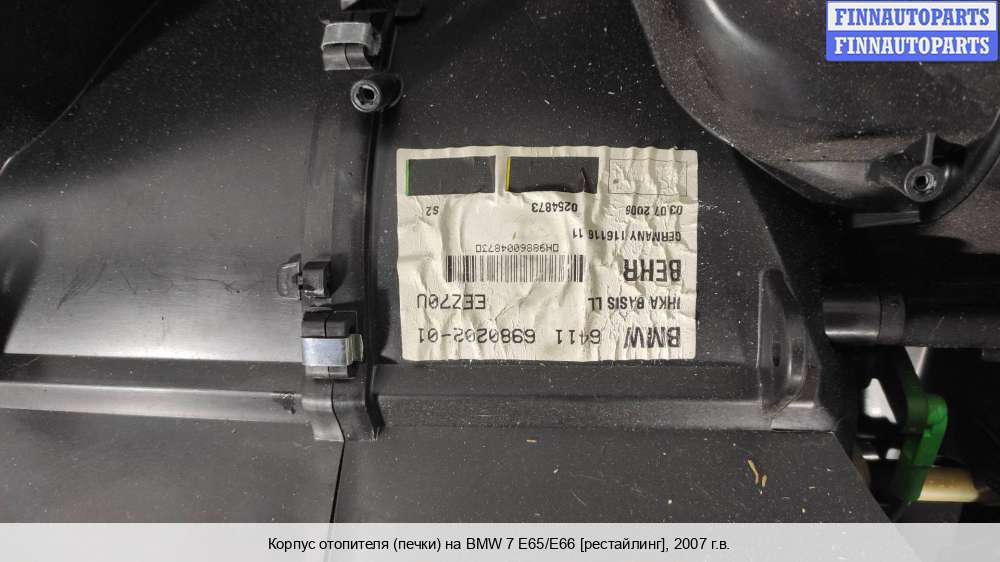 FINNAUTOPARTS
FINNAUTOPARTS
BMW 6411 6980202-01
IHKA BASIS LL EEZ70U
BEHR
GERMANY 116116 11
03.07.2006 0254873 S2
Корпус отопителя (печки) на BMW 7 E65/E66 [рестайлинг], 2007 г.в.